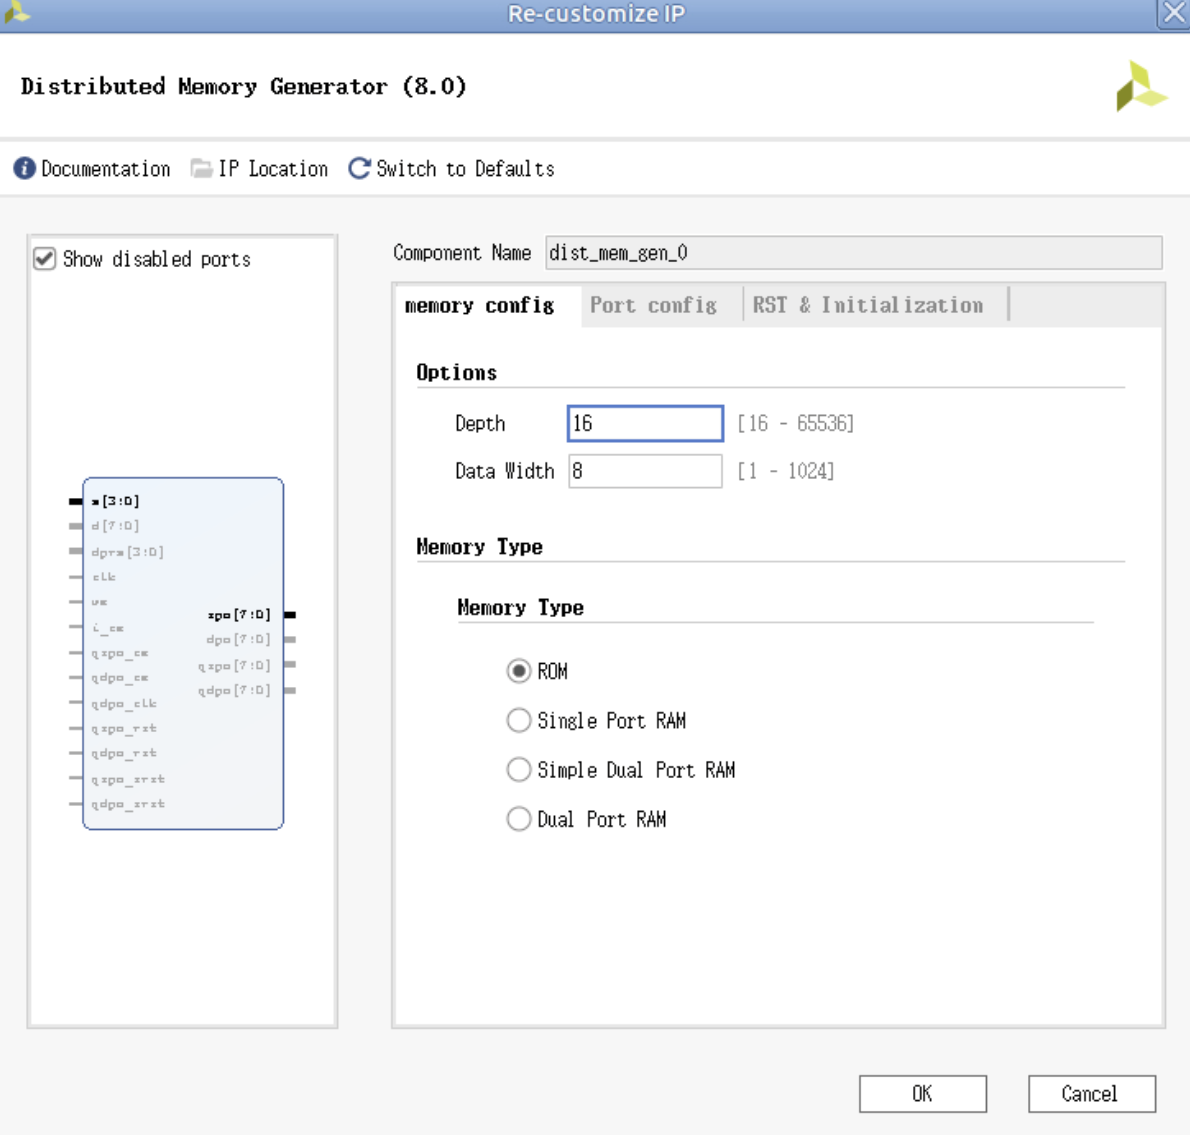 Re-customize IP
Distributed Memory Generator (8.0)
Documentation IP Location Switch to Defaults
Show disabled ports
a[3:0]
d[7:0]
dpra[3:0]
clk
we
i_ce
qspo_ce
qdpo_ce
qdpo_clk
qspo_rst
qdpo_rst
qspo_srst
qdpo_srst
spo[7:0]
dpo[7:0]
qspo[7:0]
qdpo[7:0]
Component Name dist_mem_gen_0
memory config Port config RST & Initialization
Options
Depth 16 [16 - 65536]
Data Width 8 [1 - 1024]
Memory Type
Memory Type
ROM
Single Port RAM
Simple Dual Port RAM
Dual Port RAM
OK Cancel